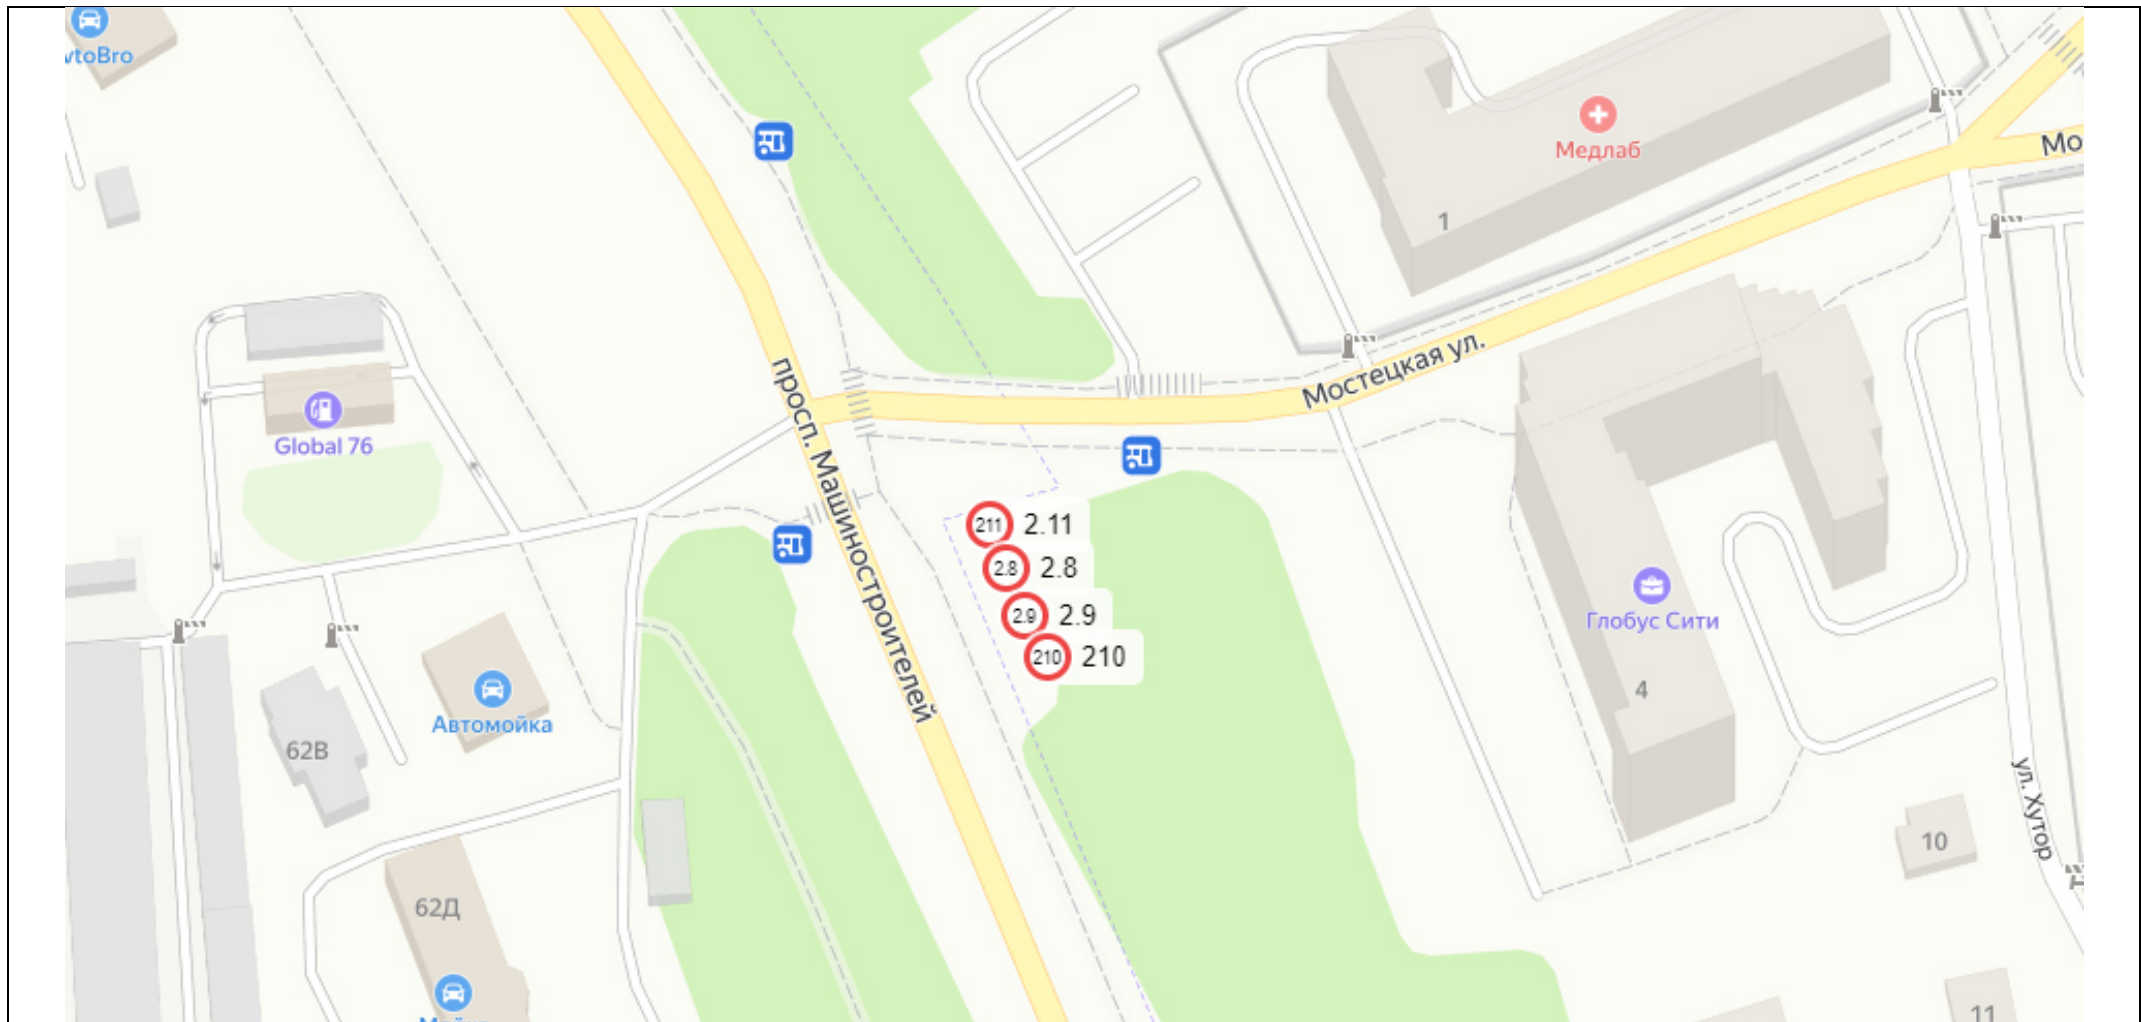 vtoBro
Медлаб
Мо
1
просп. Машиностроителей
Мостецкая ул.
Global 76
211 2.11
2.8 2.8
2.9 2.9
210 210
Глобус Сити
4
Автомойка
62В
ул. Хутор
10
62Д
11